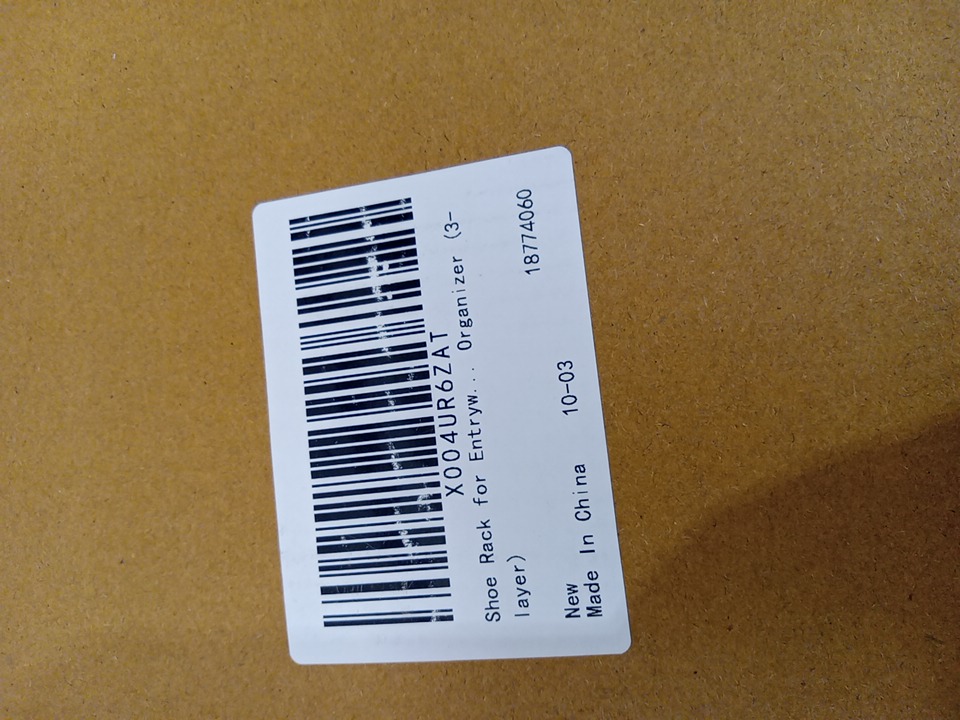 X004UR6ZAT
Shoe Rack for Entryw... Organizer (3-
layer)
18774060
New
Made In China 10-03